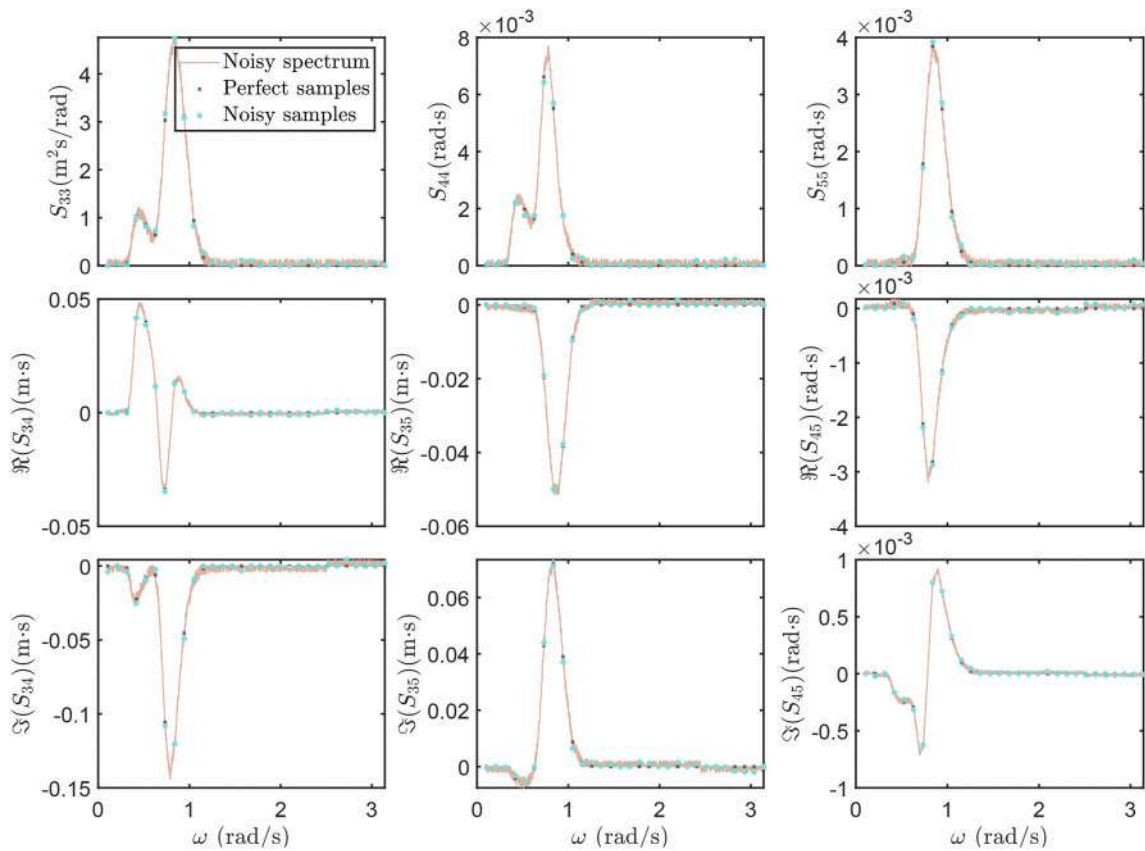 ×10⁻³
×10⁻³
Noisy spectrum
Perfect samples
Noisy samples
S₃₃(m²s/rad)
4
3
2
1
0
S₄₄(rad·s)
8
6
4
2
0
S₅₅(rad·s)
4
3
2
1
0
×10⁻³
ℜ(S₃₄)(m·s)
0.05
0
-0.05
ℜ(S₃₅)(m·s)
0
-0.02
-0.04
-0.06
ℜ(S₄₅)(rad·s)
0
-1
-2
-3
-4
×10⁻³
ℑ(S₃₄)(m·s)
0
-0.05
-0.1
-0.15
0 1 2 3
ω (rad/s)
ℑ(S₃₅)(m·s)
0.06
0.04
0.02
0
0 1 2 3
ω (rad/s)
ℑ(S₄₅)(rad·s)
1
0.5
0
-0.5
-1
0 1 2 3
ω (rad/s)